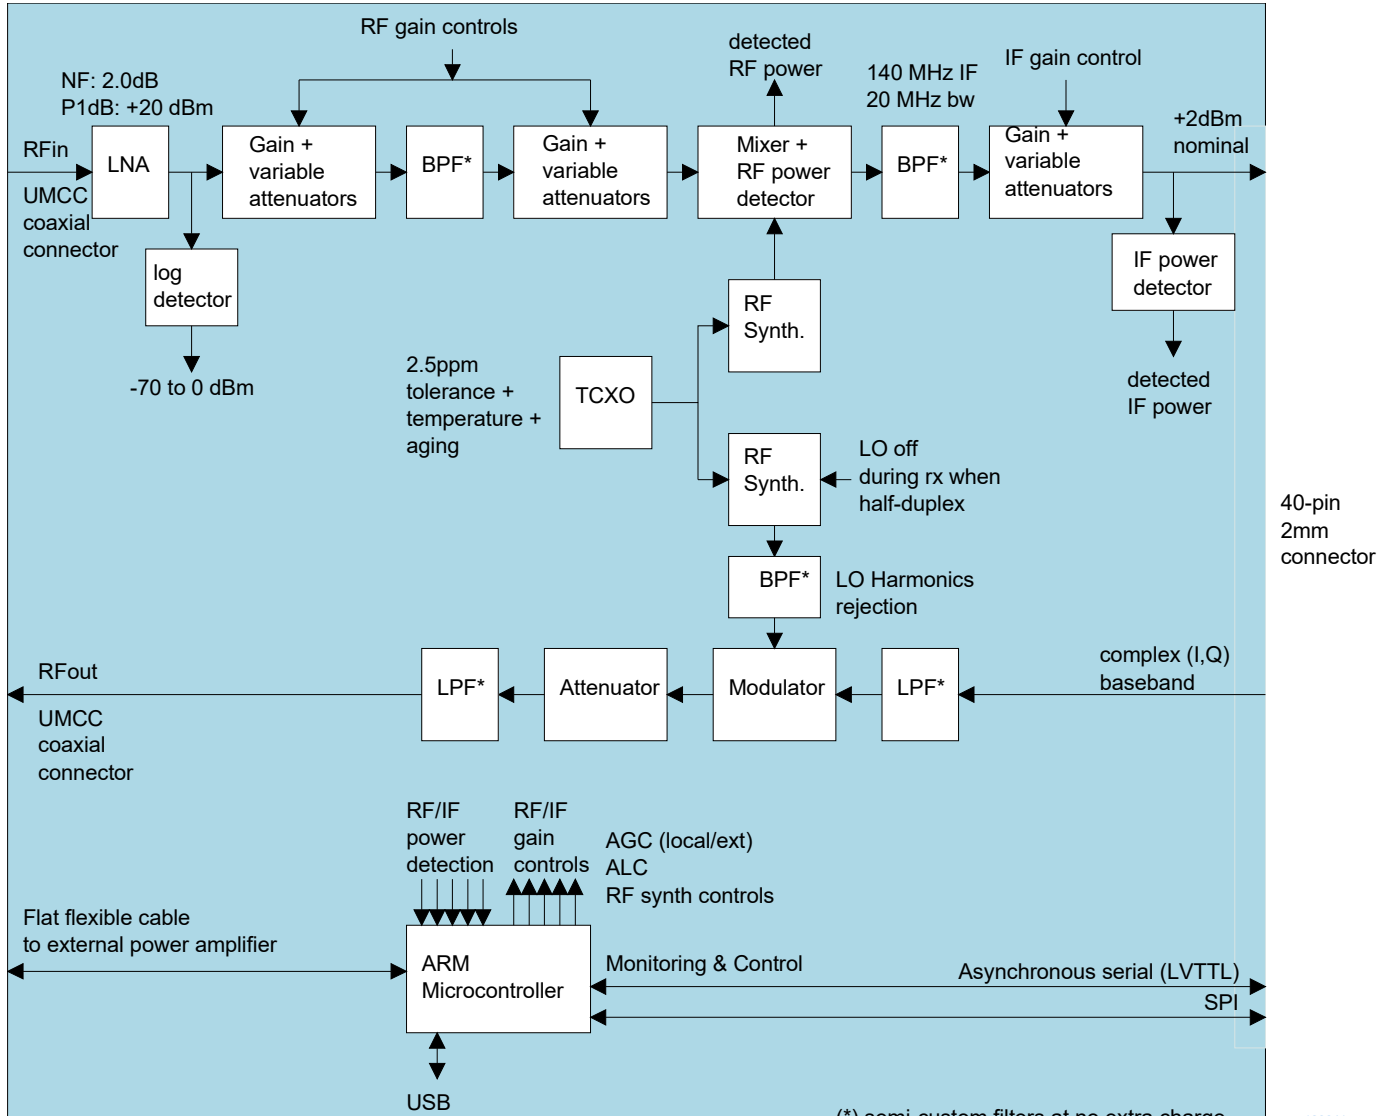 RF gain controls
detected
RF power
NF: 2.0dB
P1dB: +20 dBm
140 MHz IF
20 MHz bw
IF gain control
+2dBm
nominal
RFin
UMCC
coaxial
connector
LNA
Gain +
variable
attenuators
BPF*
Gain +
variable
attenuators
Mixer +
RF power
detector
BPF*
Gain +
variable
attenuators
log
detector
-70 to 0 dBm
IF power
detector
detected
IF power
RF
Synth.
2.5ppm
tolerance +
temperature +
aging
TCXO
RF
Synth.
LO off
during rx when
half-duplex
40-pin
2mm
connector
BPF*
LO Harmonics
rejection
RFout
UMCC
coaxial
connector
LPF*
Attenuator
Modulator
LPF*
complex (I,Q)
baseband
RF/IF
power
detection
RF/IF
gain
controls
AGC (local/ext)
ALC
RF synth controls
Flat flexible cable
to external power amplifier
ARM
Microcontroller
Monitoring & Control
Asynchronous serial (LVTTL)
SPI
USB